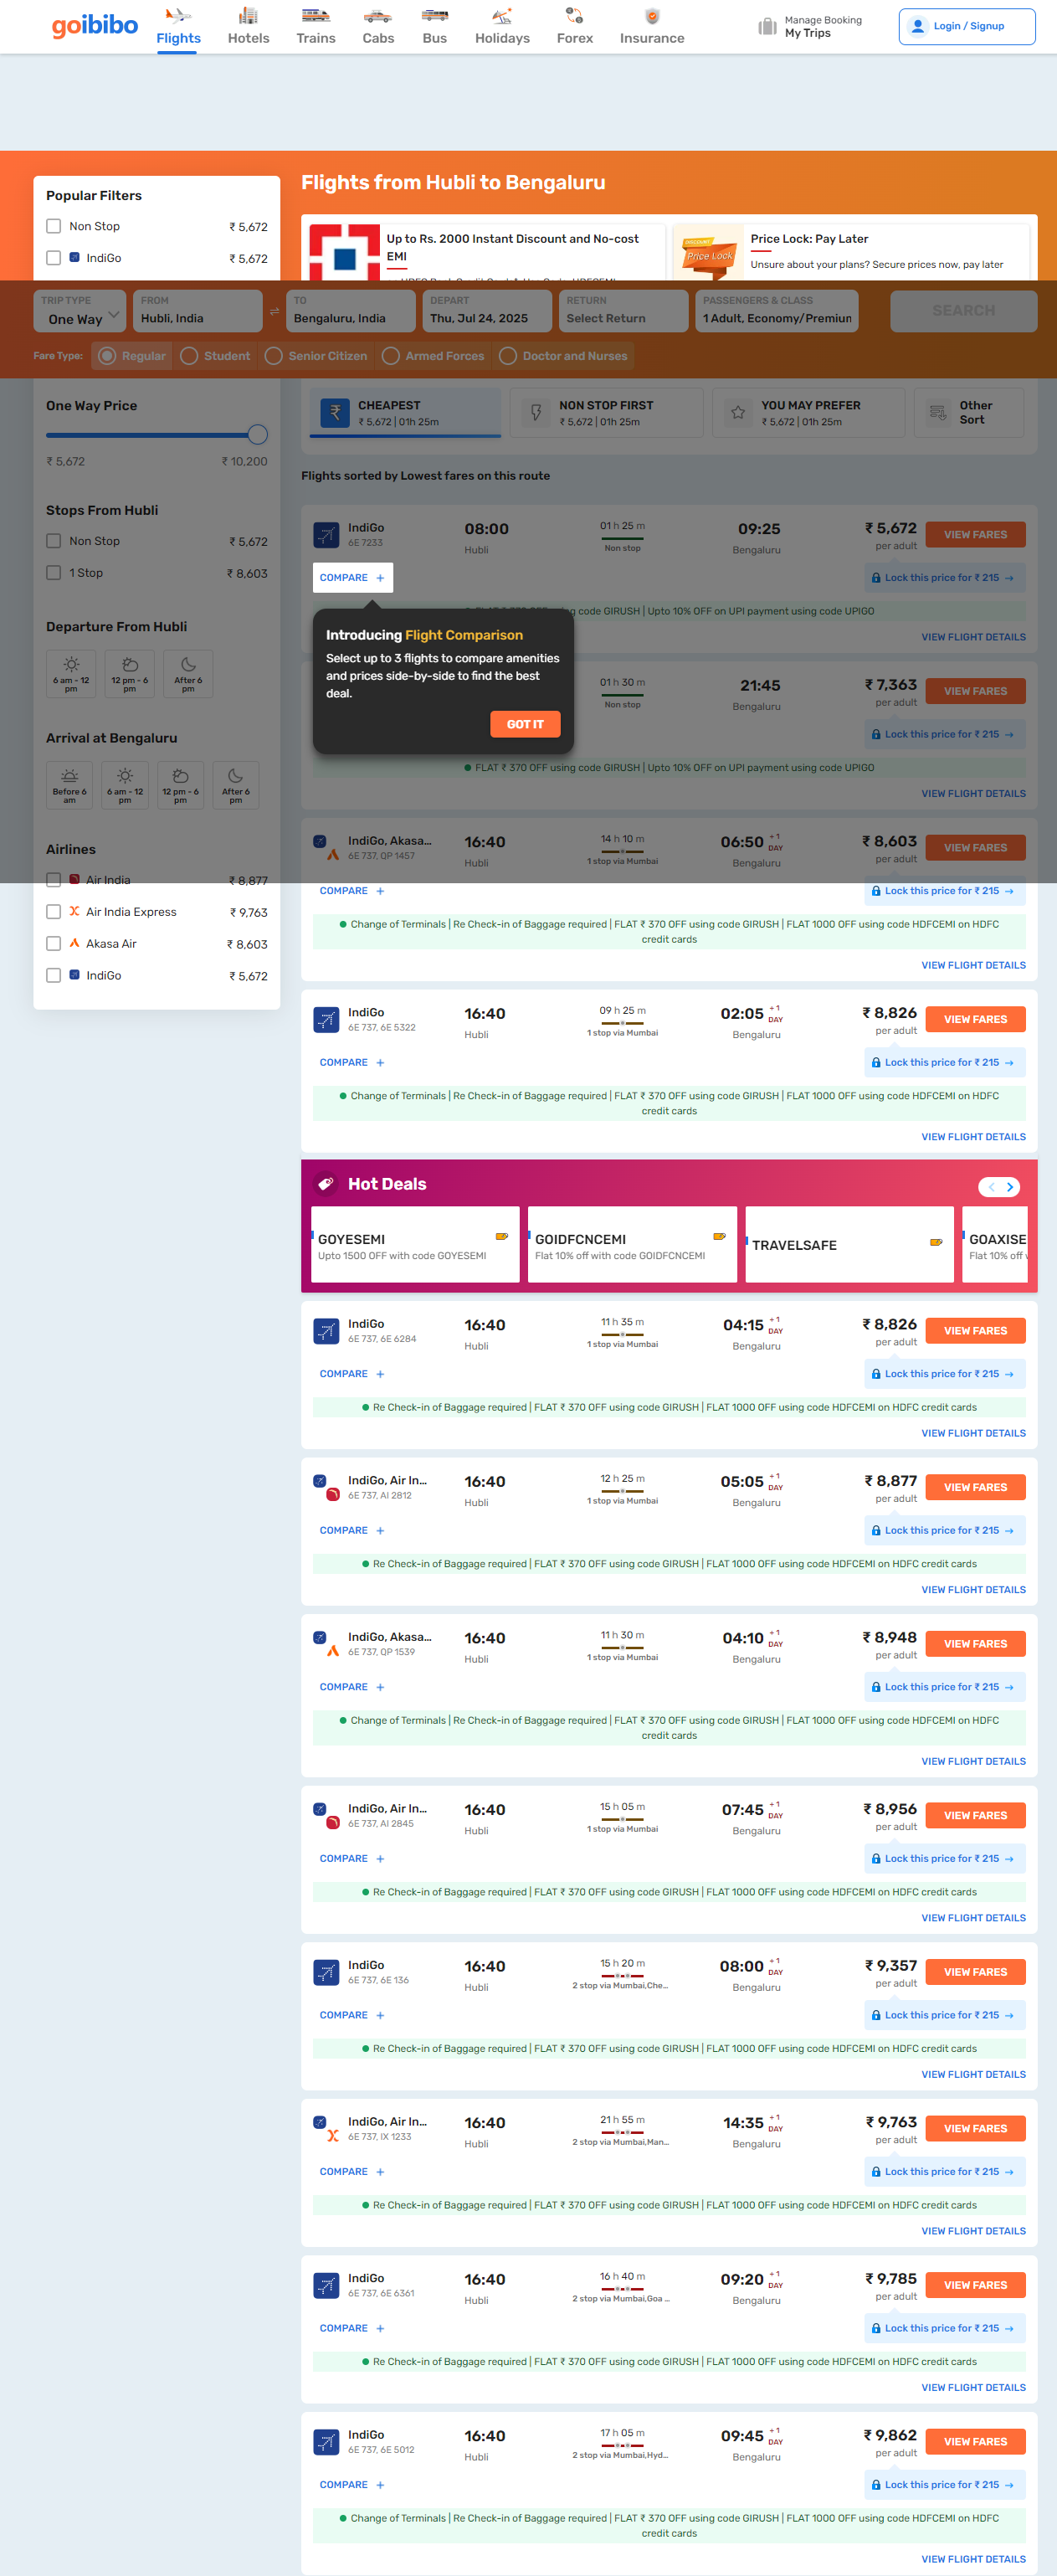 goibibo
Flights
Hotels
Trains
Cabs
Bus
Holidays
Forex
Insurance
Manage Booking
My Trips
Login / Signup
Popular Filters
Non Stop ₹ 5,672
IndiGo ₹ 5,672
Flights from Hubli to Bengaluru
Up to Rs. 2000 Instant Discount and No-cost
EMI
Price Lock: Pay Later
Unsure about your plans? Secure prices now, pay later
DISCOUNT
Price Lock
TRIP TYPE
One Way
FROM
Hubli, India
TO
Bengaluru, India
DEPART
Thu, Jul 24, 2025
RETURN
Select Return
PASSENGERS & CLASS
1 Adult, Economy/Premiun
SEARCH
Fare Type:
Regular
Student
Senior Citizen
Armed Forces
Doctor and Nurses
One Way Price
₹ 5,672 ₹ 10,200
Stops From Hubli
Non Stop ₹ 5,672
1 Stop ₹ 8,603
Departure From Hubli
6 am - 12
pm
12 pm - 6
pm
After 6
pm
Arrival at Bengaluru
Before 6
am
6 am - 12
pm
12 pm - 6
pm
After 6
pm
Airlines
Air India ₹ 8,877
Air India Express ₹ 9,763
Akasa Air ₹ 8,603
IndiGo ₹ 5,672
CHEAPEST
₹ 5,672 | 01h 25m
NON STOP FIRST
₹ 5,672 | 01h 25m
YOU MAY PREFER
₹ 5,672 | 01h 25m
Other
Sort
Flights sorted by Lowest fares on this route
IndiGo 08:00 01 h 25 m 09:25 ₹ 5,672 VIEW FARES
6E 7233 Hubli Non stop Bengaluru per adult
COMPARE + Lock this price for ₹ 215 →
ng code GIRUSH | Upto 10% OFF on UPI payment using code UPIGO
VIEW FLIGHT DETAILS
Introducing Flight Comparison
Select up to 3 flights to compare amenities
and prices side-by-side to find the best
deal.
GOT IT
01 h 30 m 21:45 ₹ 7,363 VIEW FARES
Non stop Bengaluru per adult
Lock this price for ₹ 215 →
FLAT ₹ 370 OFF using code GIRUSH | Upto 10% OFF on UPI payment using code UPIGO
VIEW FLIGHT DETAILS
IndiGo, Akasa... 16:40 14 h 10 m 06:50 +1 DAY ₹ 8,603 VIEW FARES
6E 737, QP 1457 Hubli 1 stop via Mumbai Bengaluru per adult
COMPARE + Lock this price for ₹ 215 →
Change of Terminals | Re Check-in of Baggage required | FLAT ₹ 370 OFF using code GIRUSH | FLAT 1000 OFF using code HDFCEMI on HDFC
credit cards
VIEW FLIGHT DETAILS
IndiGo 16:40 09 h 25 m 02:05 +1 DAY ₹ 8,826 VIEW FARES
6E 737, 6E 5322 Hubli 1 stop via Mumbai Bengaluru per adult
COMPARE + Lock this price for ₹ 215 →
Change of Terminals | Re Check-in of Baggage required | FLAT ₹ 370 OFF using code GIRUSH | FLAT 1000 OFF using code HDFCEMI on HDFC
credit cards
VIEW FLIGHT DETAILS
Hot Deals
GOYESEMI
Upto 1500 OFF with code GOYESEMI
GOIDFCNCEMI
Flat 10% off with code GOIDFCNCEMI
TRAVELSAFE
GOAXISE
Flat 10% off
IndiGo 16:40 11 h 35 m 04:15 +1 DAY ₹ 8,826 VIEW FARES
6E 737, 6E 6284 Hubli 1 stop via Mumbai Bengaluru per adult
COMPARE + Lock this price for ₹ 215 →
Re Check-in of Baggage required | FLAT ₹ 370 OFF using code GIRUSH | FLAT 1000 OFF using code HDFCEMI on HDFC credit cards
VIEW FLIGHT DETAILS
IndiGo, Air In... 16:40 12 h 25 m 05:05 +1 DAY ₹ 8,877 VIEW FARES
6E 737, AI 2812 Hubli 1 stop via Mumbai Bengaluru per adult
COMPARE + Lock this price for ₹ 215 →
Re Check-in of Baggage required | FLAT ₹ 370 OFF using code GIRUSH | FLAT 1000 OFF using code HDFCEMI on HDFC credit cards
VIEW FLIGHT DETAILS
IndiGo, Akasa... 16:40 11 h 30 m 04:10 +1 DAY ₹ 8,948 VIEW FARES
6E 737, QP 1539 Hubli 1 stop via Mumbai Bengaluru per adult
COMPARE + Lock this price for ₹ 215 →
Change of Terminals | Re Check-in of Baggage required | FLAT ₹ 370 OFF using code GIRUSH | FLAT 1000 OFF using code HDFCEMI on HDFC
credit cards
VIEW FLIGHT DETAILS
IndiGo, Air In... 16:40 15 h 05 m 07:45 +1 DAY ₹ 8,956 VIEW FARES
6E 737, AI 2845 Hubli 1 stop via Mumbai Bengaluru per adult
COMPARE + Lock this price for ₹ 215 →
Re Check-in of Baggage required | FLAT ₹ 370 OFF using code GIRUSH | FLAT 1000 OFF using code HDFCEMI on HDFC credit cards
VIEW FLIGHT DETAILS
IndiGo 16:40 15 h 20 m 08:00 +1 DAY ₹ 9,357 VIEW FARES
6E 737, 6E 136 Hubli 2 stop via Mumbai,Che... Bengaluru per adult
COMPARE + Lock this price for ₹ 215 →
Re Check-in of Baggage required | FLAT ₹ 370 OFF using code GIRUSH | FLAT 1000 OFF using code HDFCEMI on HDFC credit cards
VIEW FLIGHT DETAILS
IndiGo, Air In... 16:40 21 h 55 m 14:35 +1 DAY ₹ 9,763 VIEW FARES
6E 737, IX 1233 Hubli 2 stop via Mumbai,Man... Bengaluru per adult
COMPARE + Lock this price for ₹ 215 →
Re Check-in of Baggage required | FLAT ₹ 370 OFF using code GIRUSH | FLAT 1000 OFF using code HDFCEMI on HDFC credit cards
VIEW FLIGHT DETAILS
IndiGo 16:40 16 h 40 m 09:20 +1 DAY ₹ 9,785 VIEW FARES
6E 737, 6E 6361 Hubli 2 stop via Mumbai,Goa ... Bengaluru per adult
COMPARE + Lock this price for ₹ 215 →
Re Check-in of Baggage required | FLAT ₹ 370 OFF using code GIRUSH | FLAT 1000 OFF using code HDFCEMI on HDFC credit cards
VIEW FLIGHT DETAILS
IndiGo 16:40 17 h 05 m 09:45 +1 DAY ₹ 9,862 VIEW FARES
6E 737, 6E 5012 Hubli 2 stop via Mumbai,Hyd... Bengaluru per adult
COMPARE + Lock this price for ₹ 215 →
Change of Terminals | Re Check-in of Baggage required | FLAT ₹ 370 OFF using code GIRUSH | FLAT 1000 OFF using code HDFCEMI on HDFC
credit cards
VIEW FLIGHT DETAILS